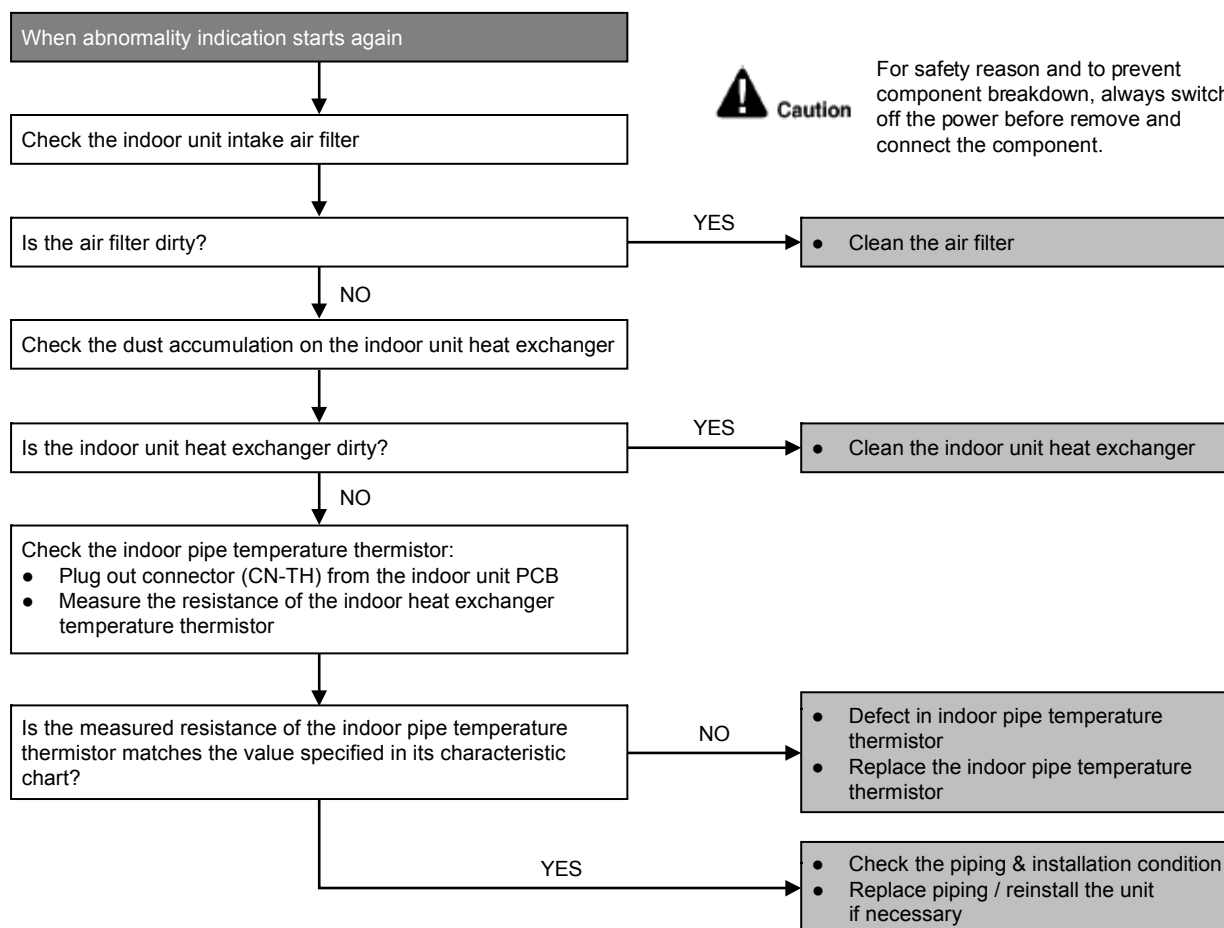 When abnormality indication starts again
Caution
For safety reason and to prevent
component breakdown, always switch
off the power before remove and
connect the component.
Check the indoor unit intake air filter
Is the air filter dirty?
YES
● Clean the air filter
NO
Check the dust accumulation on the indoor unit heat exchanger
Is the indoor unit heat exchanger dirty?
YES
● Clean the indoor unit heat exchanger
NO
Check the indoor pipe temperature thermistor:
● Plug out connector (CN-TH) from the indoor unit PCB
● Measure the resistance of the indoor heat exchanger
temperature thermistor
Is the measured resistance of the indoor pipe temperature
thermistor matches the value specified in its characteristic
chart?
NO
● Defect in indoor pipe temperature
thermistor
● Replace the indoor pipe temperature
thermistor
YES
● Check the piping & installation condition
● Replace piping / reinstall the unit
if necessary